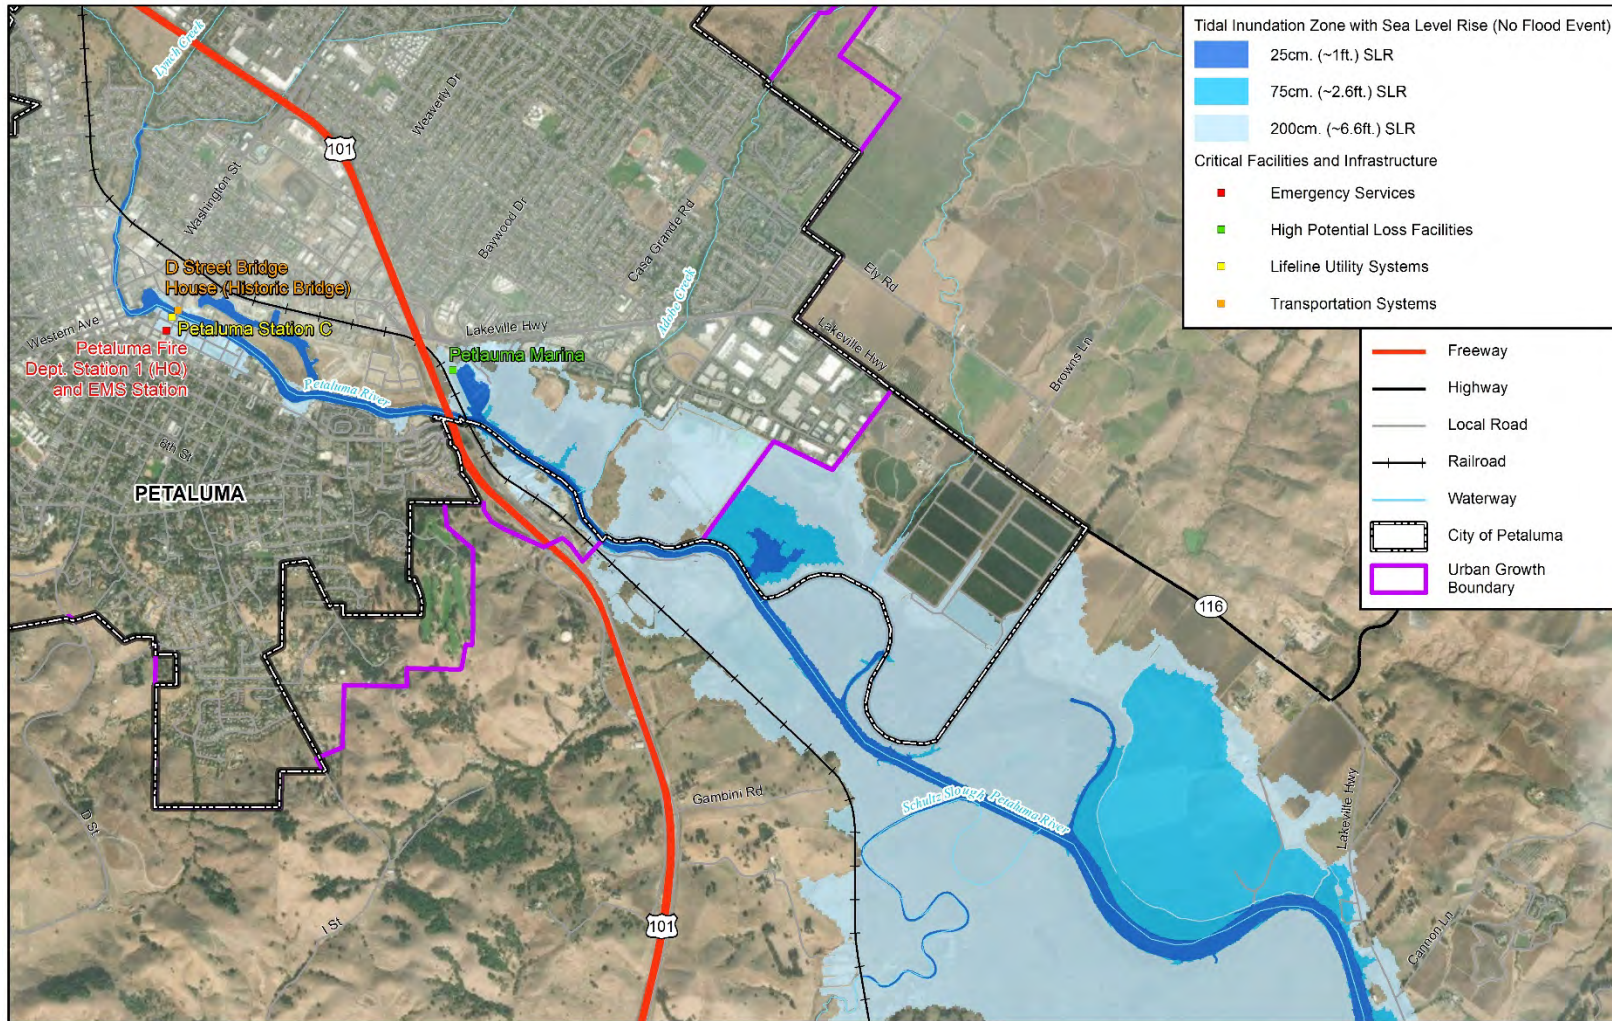 Tidal Inundation Zone with Sea Level Rise (No Flood Event)
25cm. (~1ft.) SLR
75cm. (~2.6ft.) SLR
200cm. (~6.6ft.) SLR
Critical Facilities and Infrastructure
Emergency Services
High Potential Loss Facilities
Lifeline Utility Systems
Transportation Systems
Freeway
Highway
Local Road
Railroad
Waterway
City of Petaluma
Urban Growth
Boundary
Lynch Creek
101
Weaverly Dr
Washington St
Baywood Dr
Casa Grande Rd
Adobe Creek
Ely Rd
D Street Bridge
House (Historic Bridge)
Petaluma Station C
Western Ave
Petaluma Fire
Dept. Station 1 (HQ)
and EMS Station
Lakeville Hwy
Lakeville Hwy
Petlauma Marina
Browns Ln
Petaluma River
8th St
PETALUMA
116
Gambini Rd
Schultz Slough
Petaluma River
Lakeville Hwy
D St
I St
101
Cannon Ln